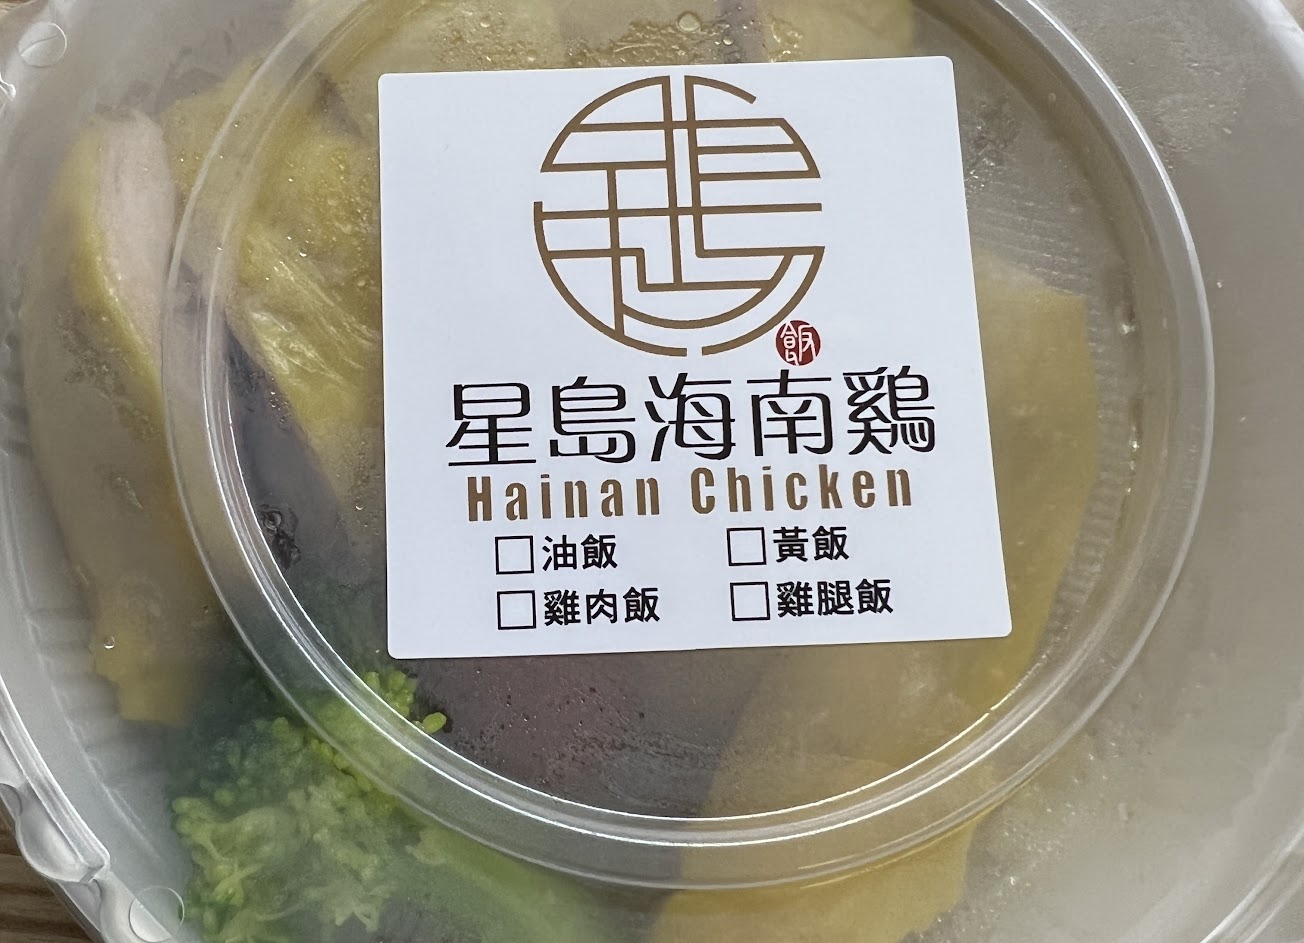 飯
星島海南鷄
Hainan Chicken
□油飯 □黃飯
□雞肉飯 □雞腿飯